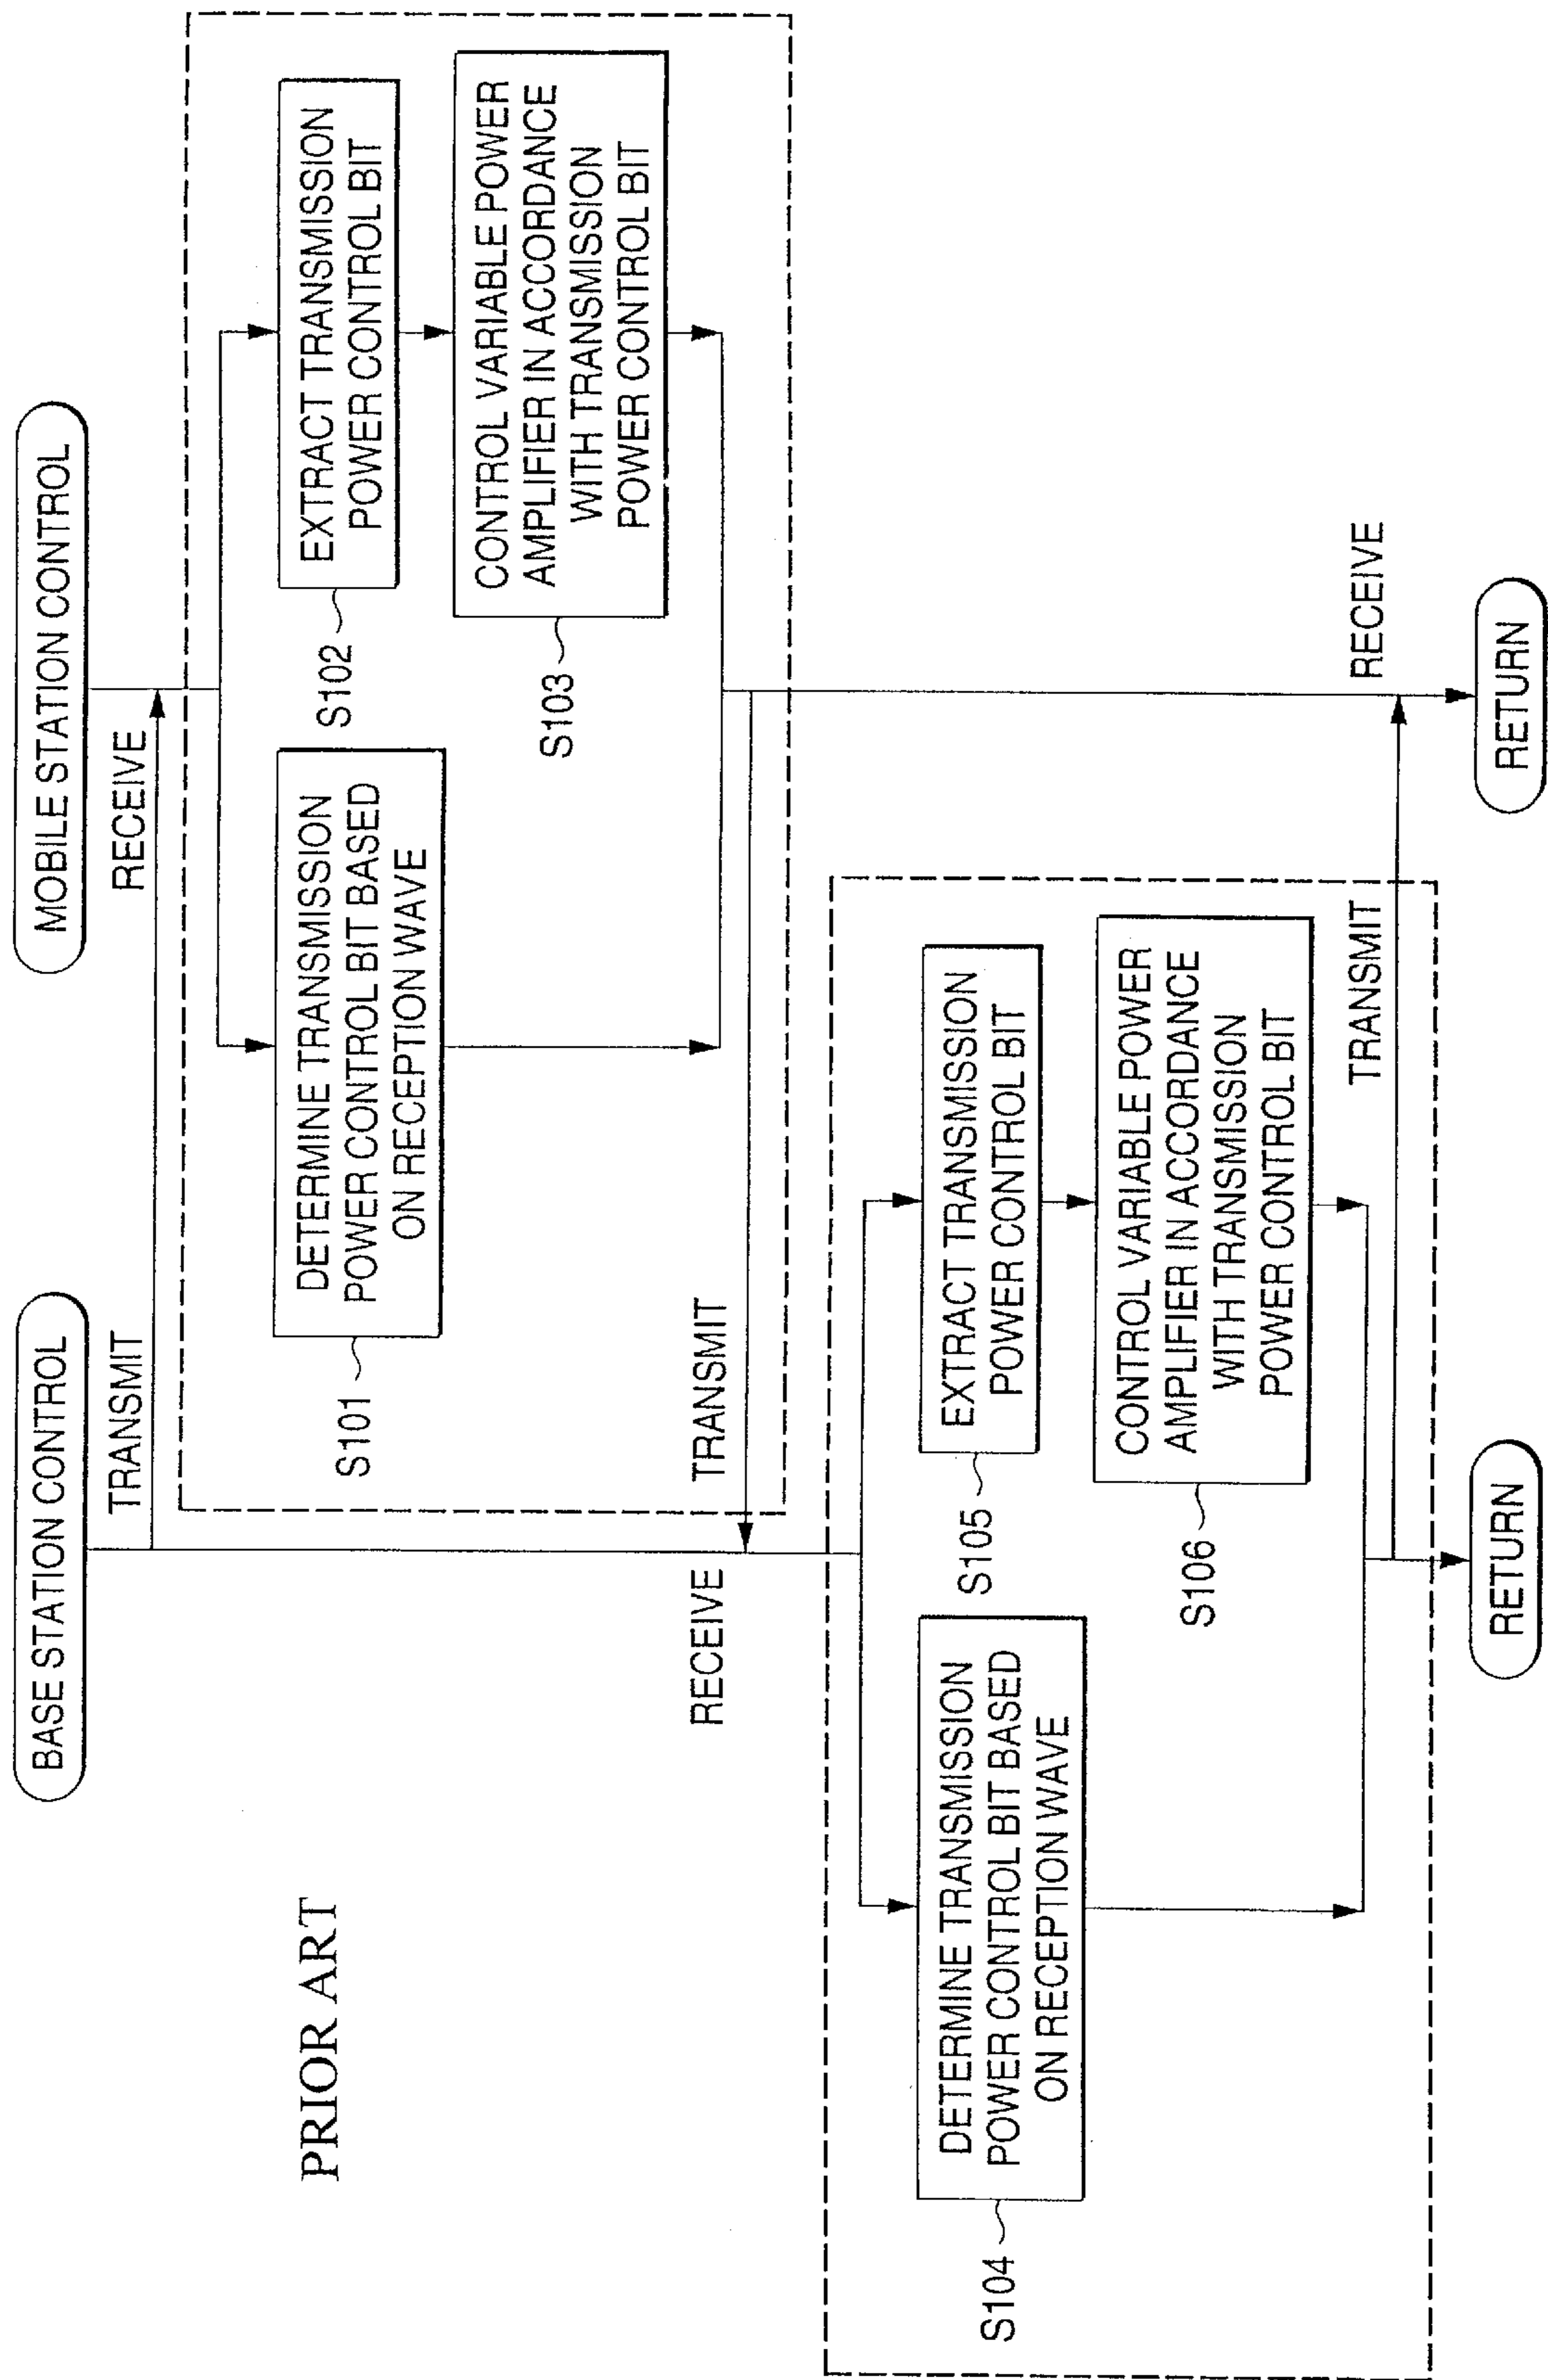 PRIOR ART
BASE STATION CONTROL
MOBILE STATION CONTROL
TRANSMIT
RECEIVE
DETERMINE TRANSMISSION
POWER CONTROL BIT BASED
ON RECEPTION WAVE
S101
EXTRACT TRANSMISSION
POWER CONTROL BIT
S102
CONTROL VARIABLE POWER
AMPLIFIER IN ACCORDANCE
WITH TRANSMISSION
POWER CONTROL BIT
S103
RECEIVE
TRANSMIT
DETERMINE TRANSMISSION
POWER CONTROL BIT BASED
ON RECEPTION WAVE
S104
EXTRACT TRANSMISSION
POWER CONTROL BIT
S105
CONTROL VARIABLE POWER
AMPLIFIER IN ACCORDANCE
WITH TRANSMISSION
POWER CONTROL BIT
S106
TRANSMIT
RECEIVE
RETURN
RETURN